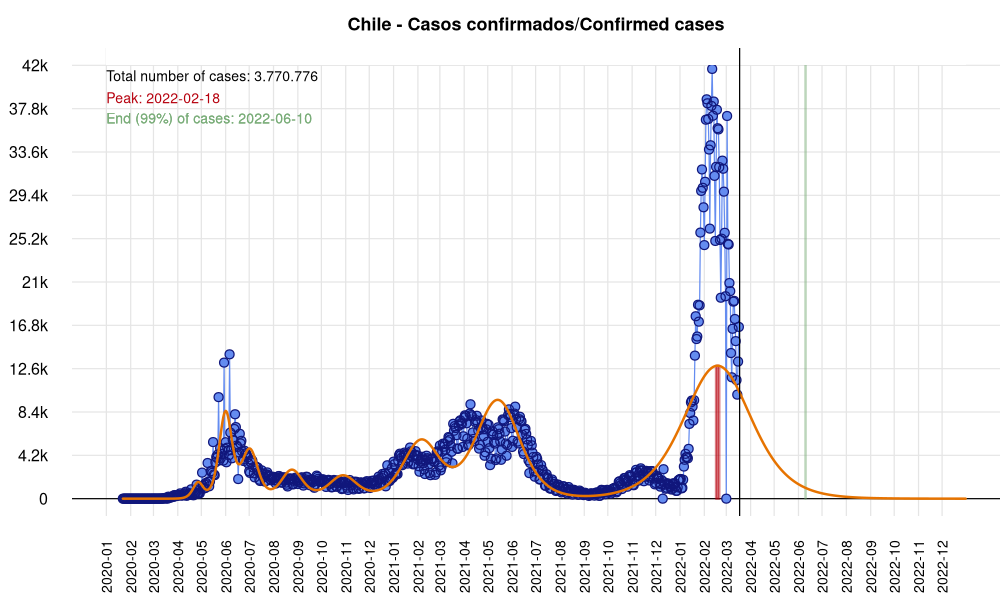 Chile - Casos confirmados/Confirmed cases
42k
37.8k
33.6k
29.4k
25.2k
21k
16.8k
12.6k
8.4k
4.2k
0
Total number of cases: 3.770.776
Peak: 2022-02-18
End (99%) of cases: 2022-06-10
2020-01
2020-02
2020-03
2020-04
2020-05
2020-06
2020-07
2020-08
2020-09
2020-10
2020-11
2020-12
2021-01
2021-02
2021-03
2021-04
2021-05
2021-06
2021-07
2021-08
2021-09
2021-10
2021-11
2021-12
2022-01
2022-02
2022-03
2022-04
2022-05
2022-06
2022-07
2022-08
2022-09
2022-10
2022-11
2022-12